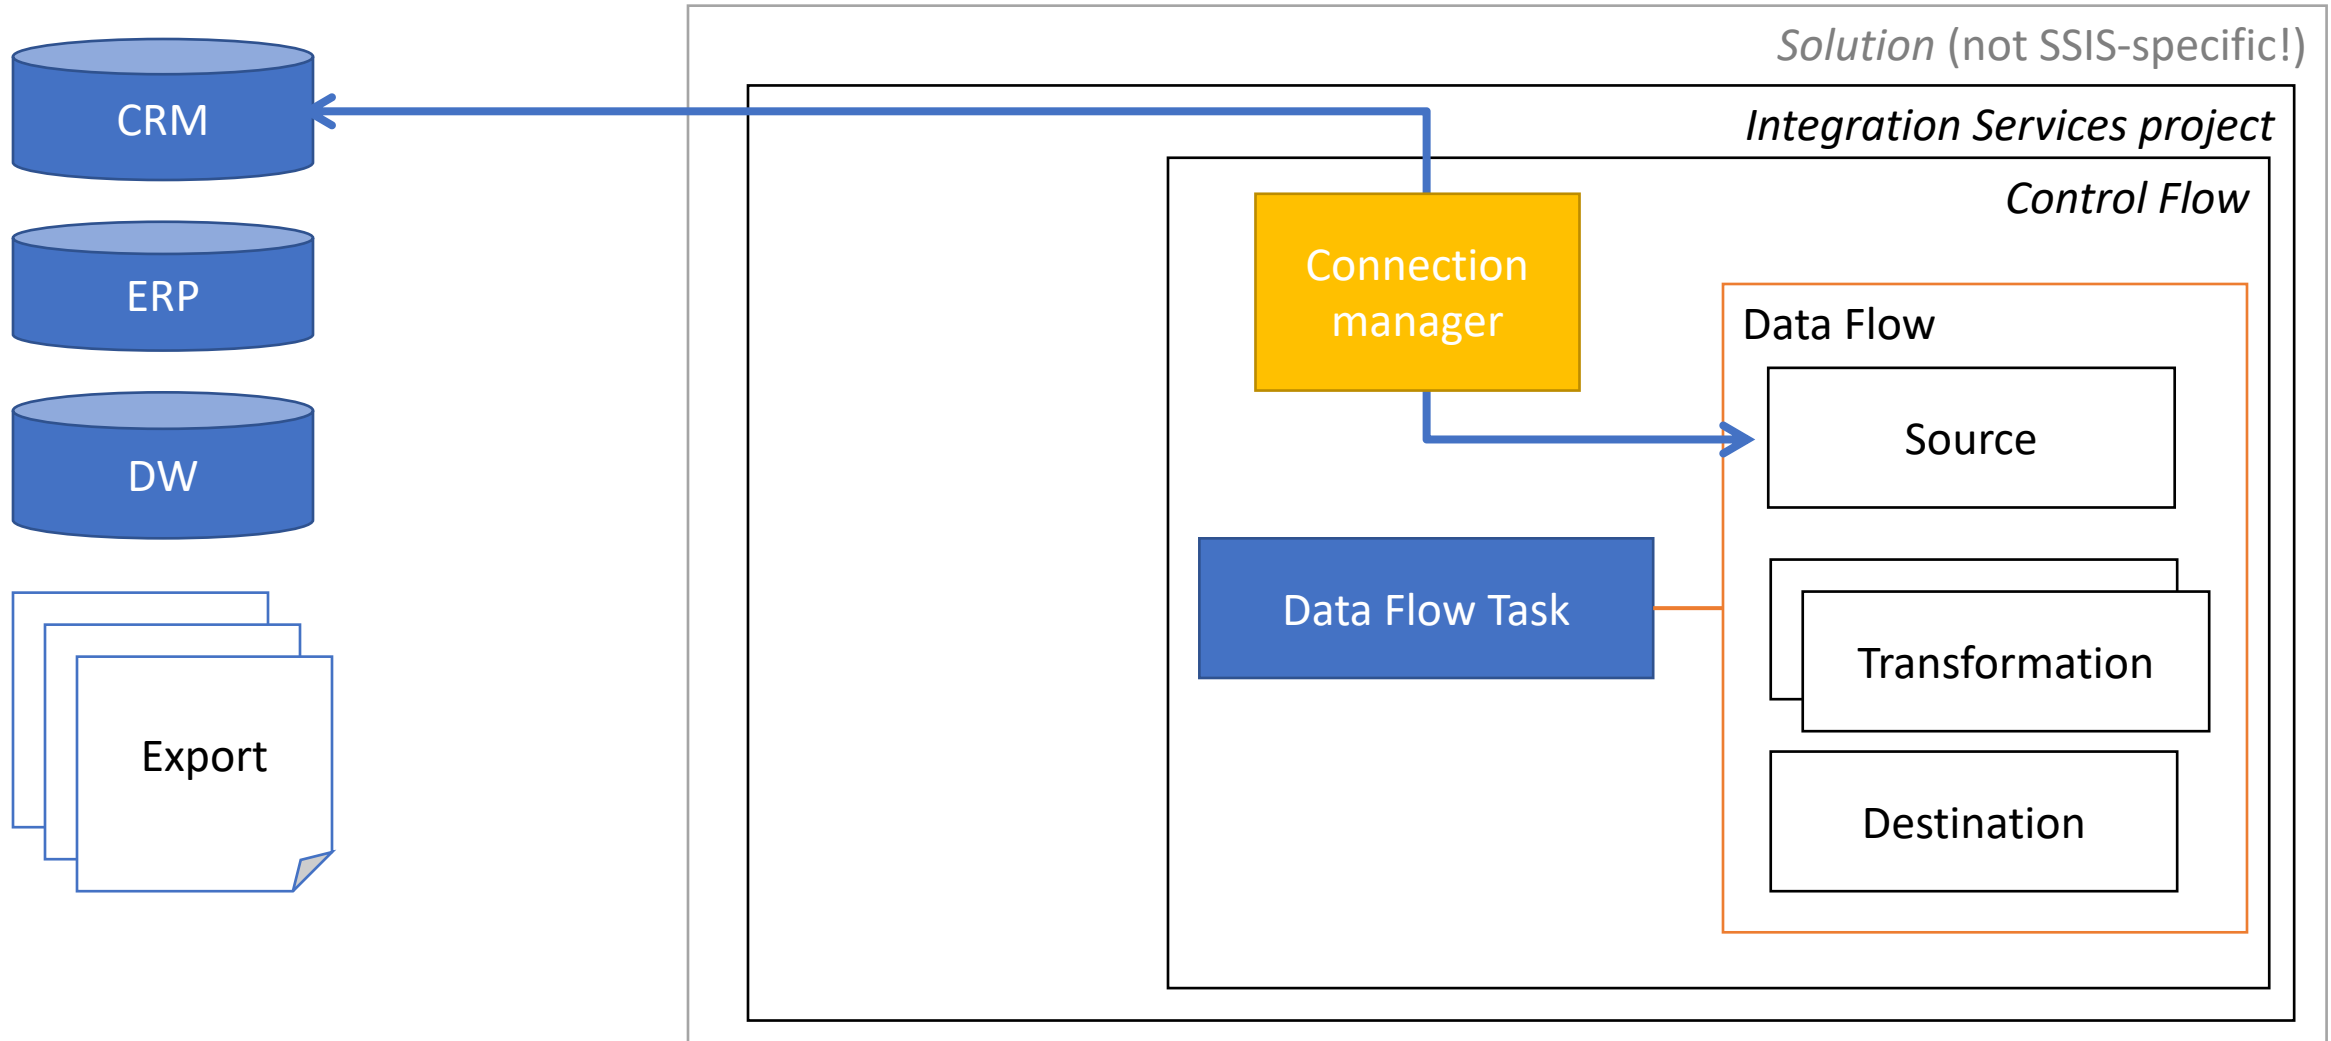 Solution (not SSIS-specific!)
Integration Services project
Control Flow
CRM
ERP
DW
Export
Connection
manager
Data Flow Task
Data Flow
Source
Transformation
Destination